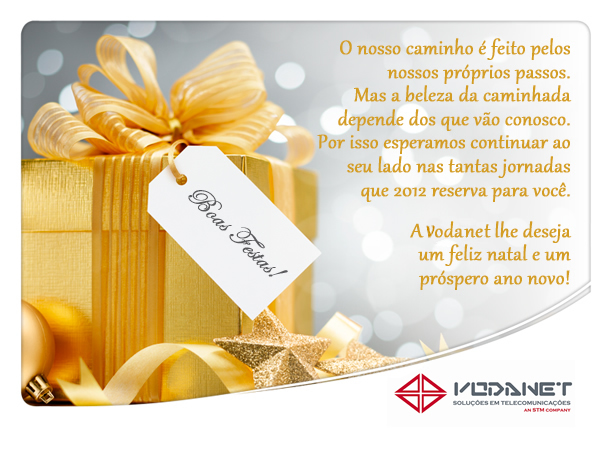 O nosso caminho é feito pelos
nossos próprios passos.
Mas a beleza da caminhada
depende dos que vão conosco.
Por isso esperamos continuar ao
seu lado nas tantas jornadas
que 2012 reserva para você.
A Vodanet lhe deseja
um feliz natal e um
próspero ano novo!
Boas Festas!
VODANET
SOLUÇÕES EM TELECOMUNICAÇÕES
AN STM COMPANY